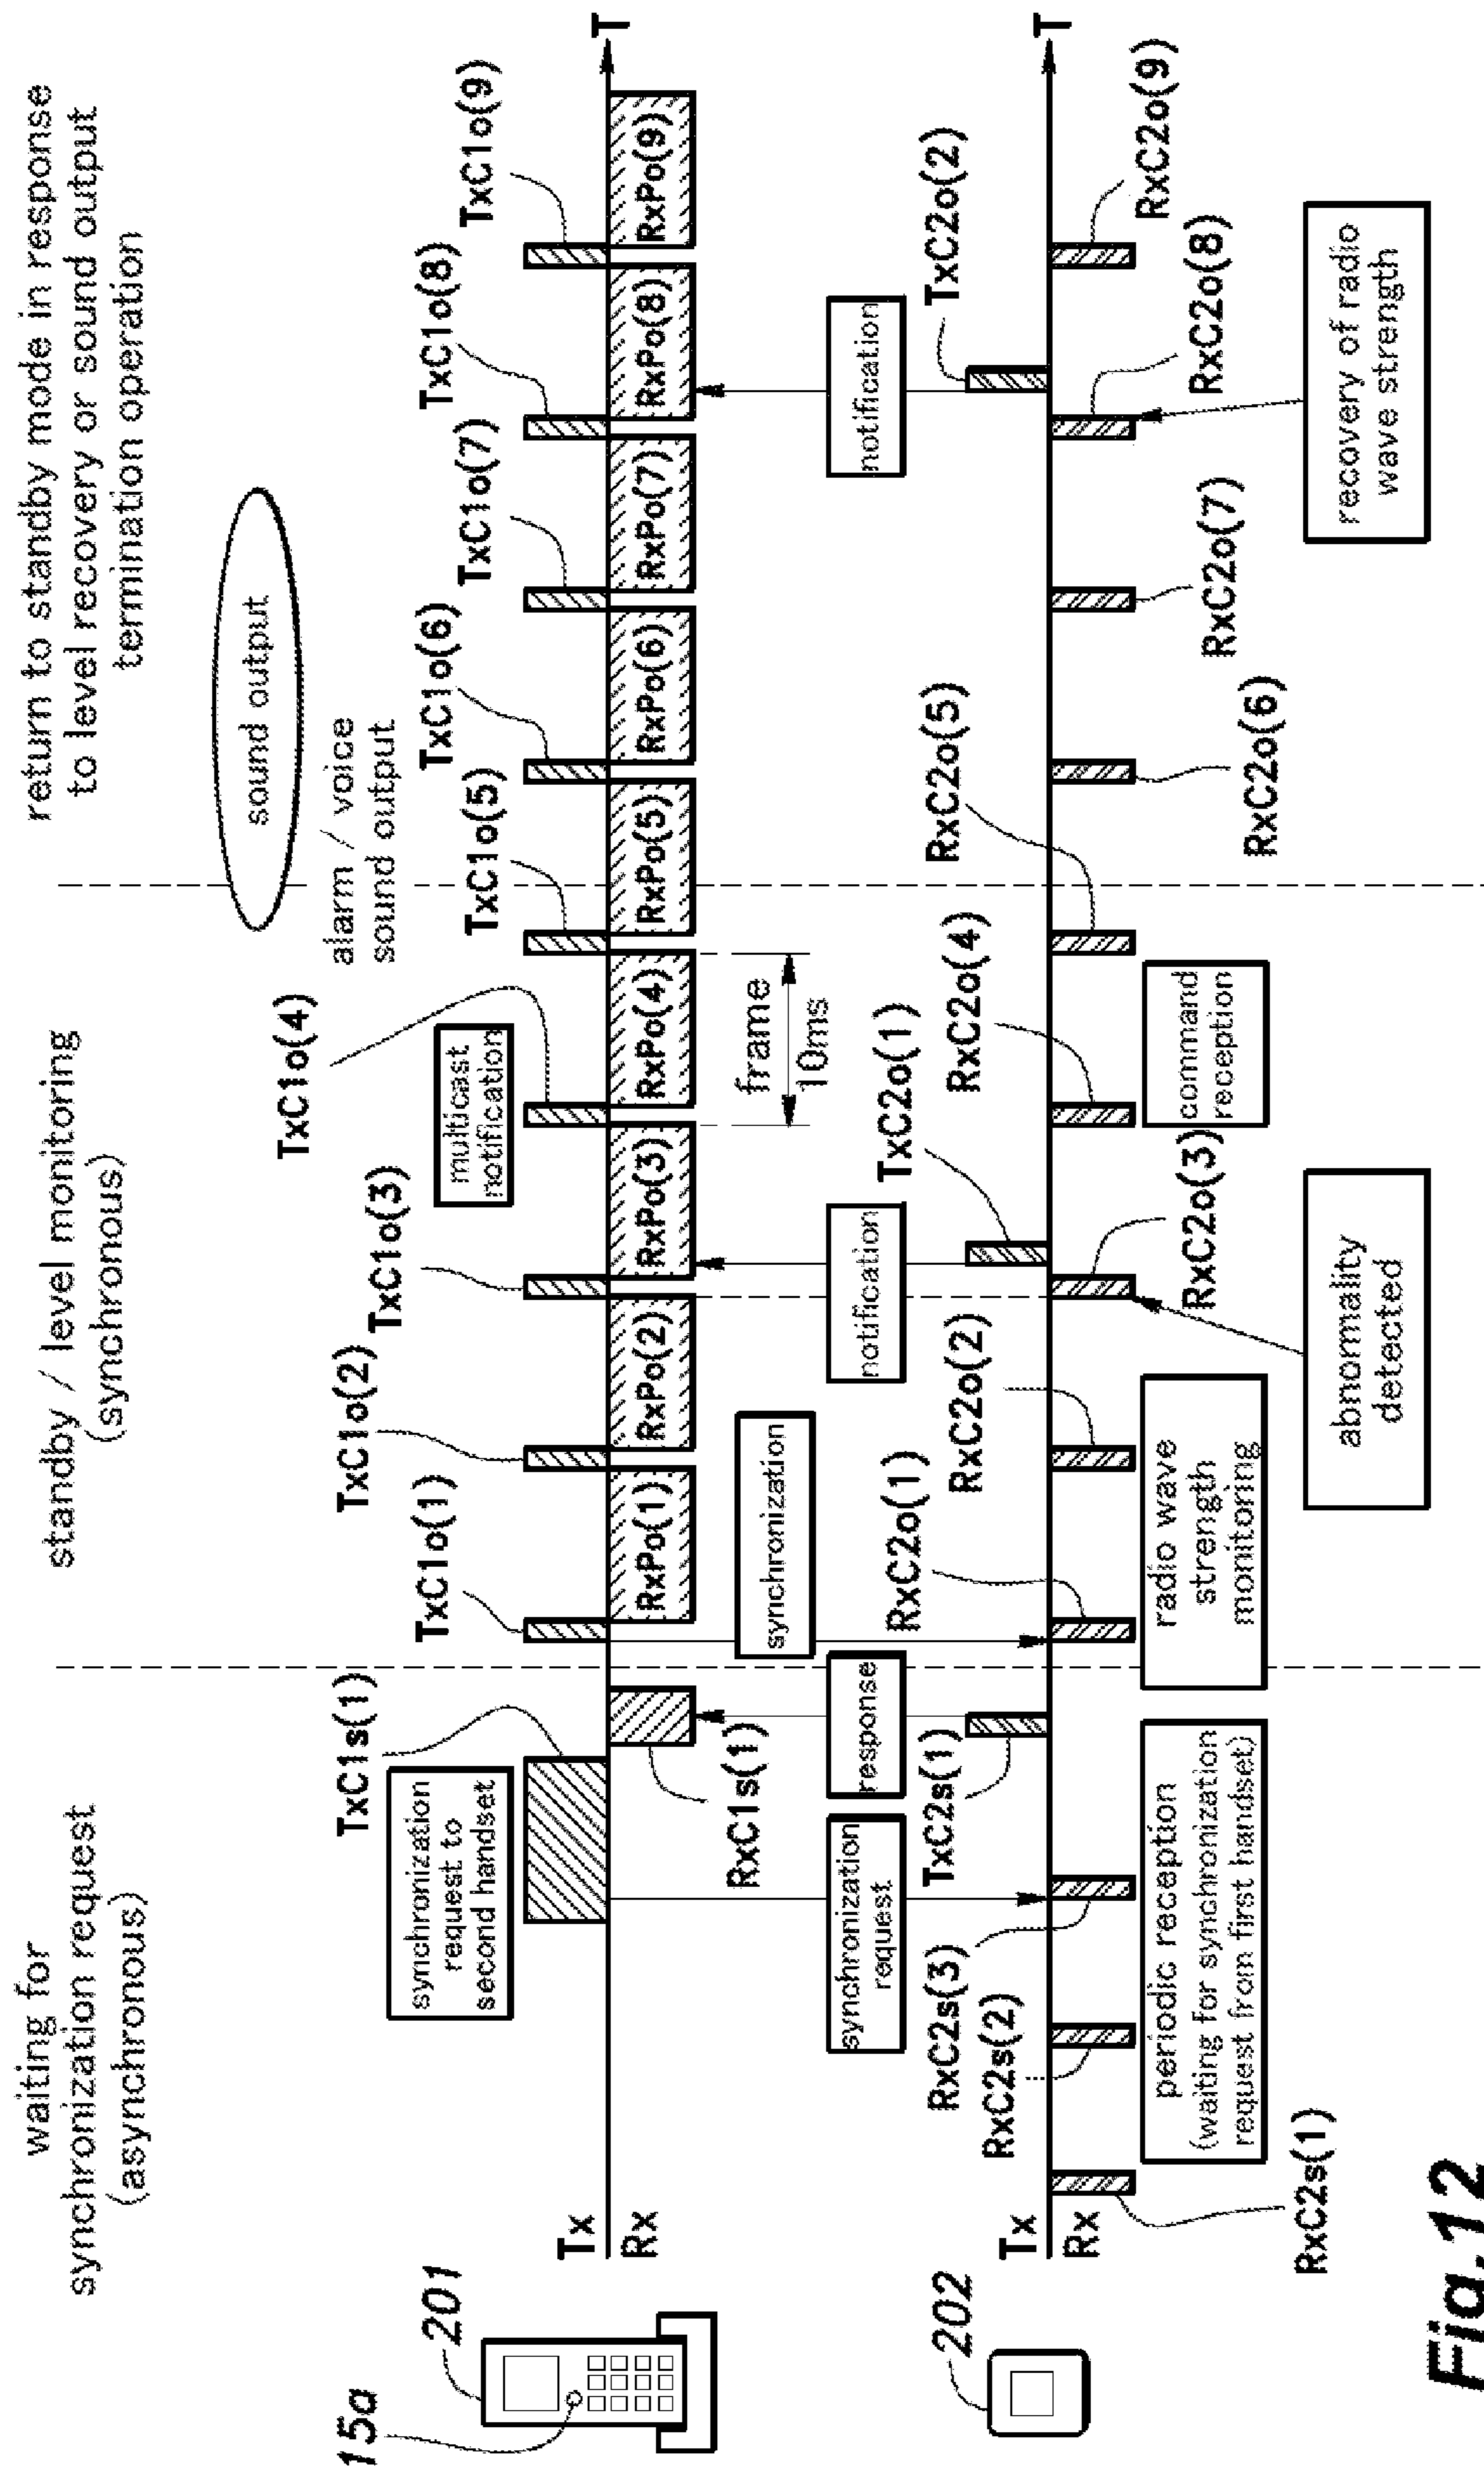 waiting for
synchronization request
(asynchronous)
standby / level monitoring
(synchronous)
return to standby mode in response
to level recovery or sound output
termination operation
sound output
alarm / voice
sound output
15a
201
Tx
Rx
T
synchronization
request to
second handset
TxC1s(1)
RxC1s(1)
TxC1o(1)
TxC1o(2)
TxC1o(3)
multicast
notification
TxC1o(4)
TxC1o(5)
TxC1o(6)
TxC1o(7)
TxC1o(8)
TxC1o(9)
RxPo(1)
RxPo(2)
RxPo(3)
RxPo(4)
RxPo(5)
RxPo(6)
RxPo(7)
RxPo(8)
RxPo(9)
frame
10ms
synchronization
request
response
synchronization
notification
notification
202
Tx
Rx
T
RxC2s(1)
RxC2s(2)
RxC2s(3)
TxC2s(1)
RxC2o(1)
RxC2o(2)
RxC2o(3)
TxC2o(1)
RxC2o(4)
RxC2o(5)
RxC2o(6)
RxC2o(7)
RxC2o(8)
TxC2o(2)
RxC2o(9)
periodic reception
(waiting for synchronization
request from first handset)
radio wave
strength
monitoring
command
reception
abnormality
detected
recovery of radio
wave strength
Fig.12